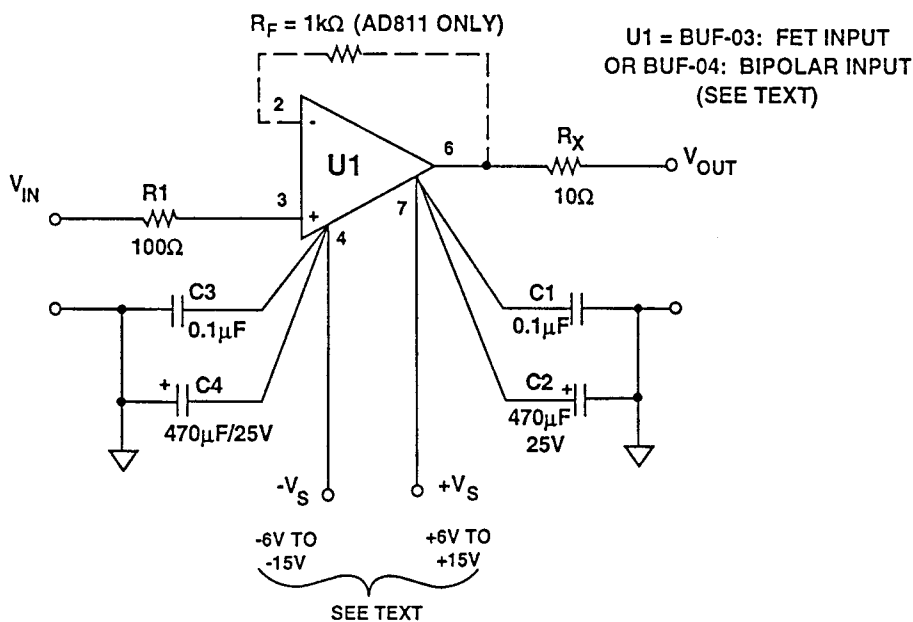 R_F = 1kΩ (AD811 ONLY)
U1 = BUF-03: FET INPUT
OR BUF-04: BIPOLAR INPUT
(SEE TEXT)
2
-
U1
6
R_X
10Ω
V_OUT
V_IN
R1
100Ω
3
+
4
7
C3
0.1µF
C1
0.1µF
+
C4
470µF/25V
C2
+
470µF
25V
-V_S
+V_S
-6V TO
-15V
+6V TO
+15V
SEE TEXT